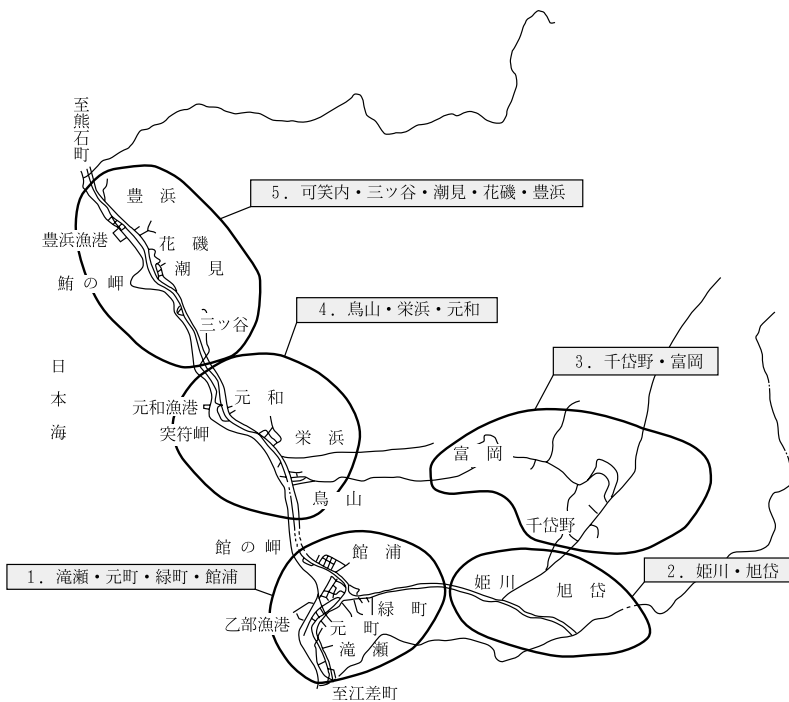 至熊石町
豊浜
5．可笑内・三ッ谷・潮見・花磯・豊浜
豊浜漁港
花磯
潮見
鮪の岬
4．鳥山・栄浜・元和
三ッ谷
日本海
3．千岱野・富岡
元和
元和漁港
突符岬
栄浜
富岡
鳥山
千岱野
館の岬
館浦
1．滝瀬・元町・緑町・館浦
2．姫川・旭岱
姫川
旭岱
緑町
乙部漁港
元町
滝瀬
至江差町